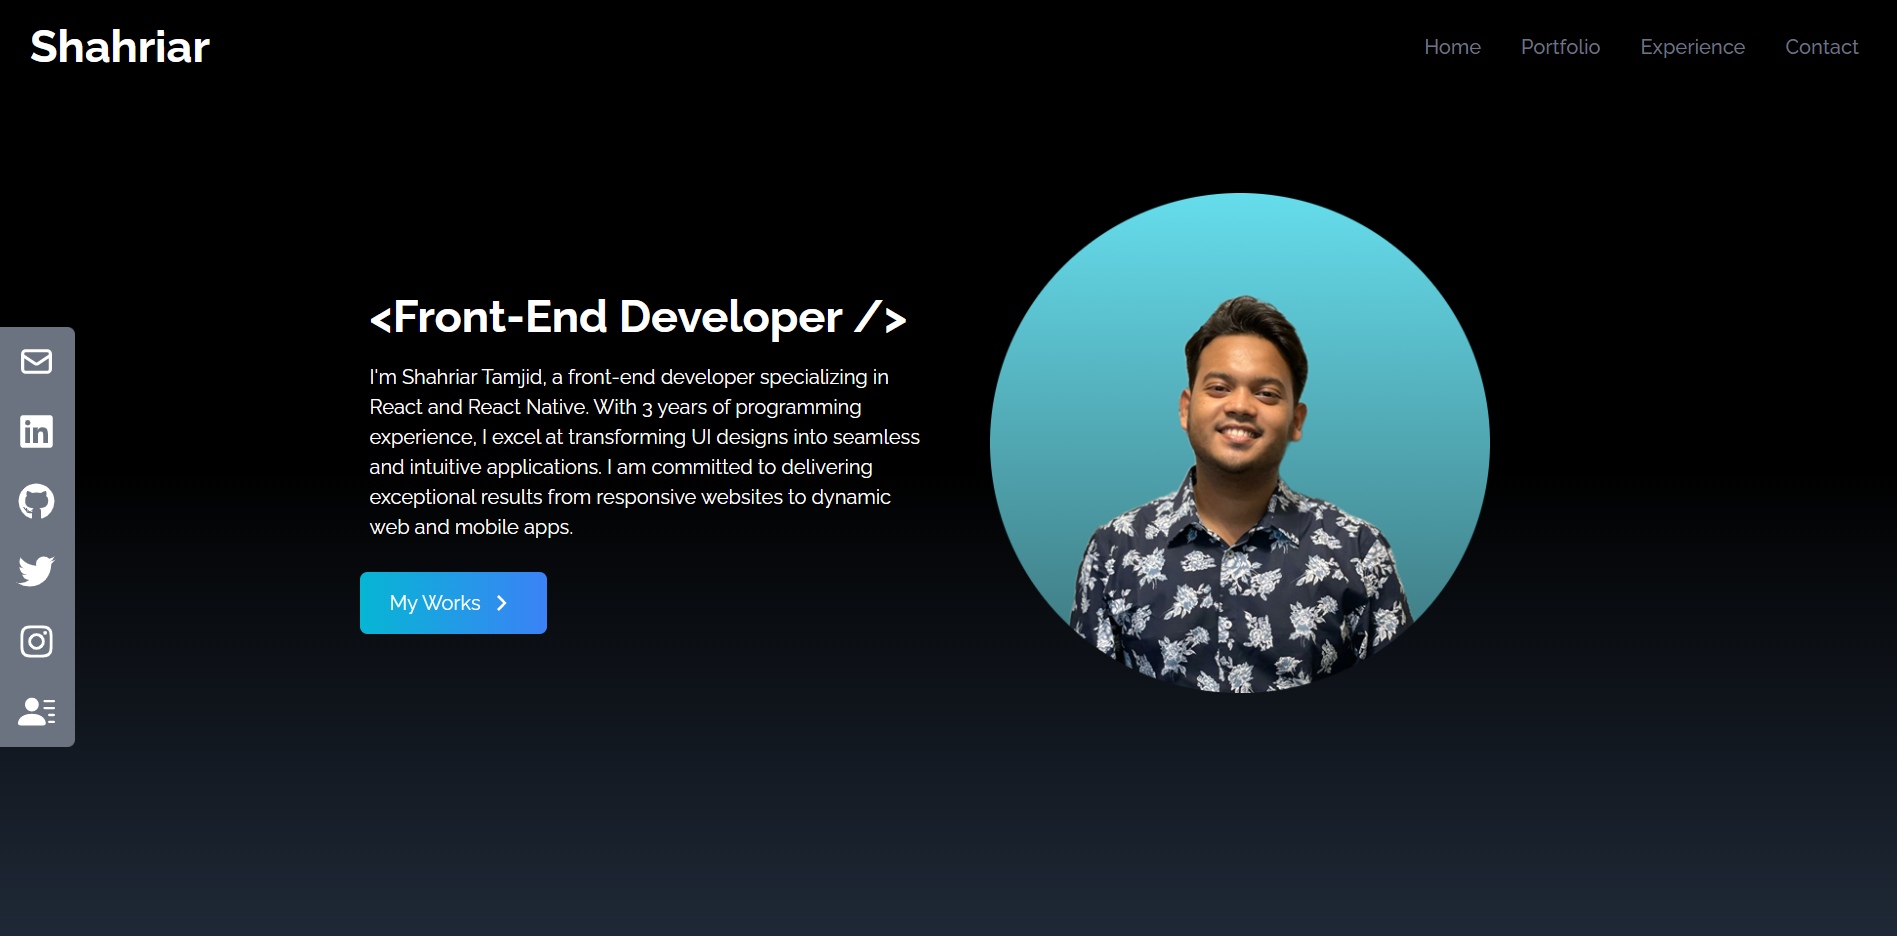 Shahriar
Home
Portfolio
Experience
Contact
<Front-End Developer />
I'm Shahriar Tamjid, a front-end developer specializing in
React and React Native. With 3 years of programming
experience, I excel at transforming UI designs into seamless
and intuitive applications. I am committed to delivering
exceptional results from responsive websites to dynamic
web and mobile apps.
My Works
in